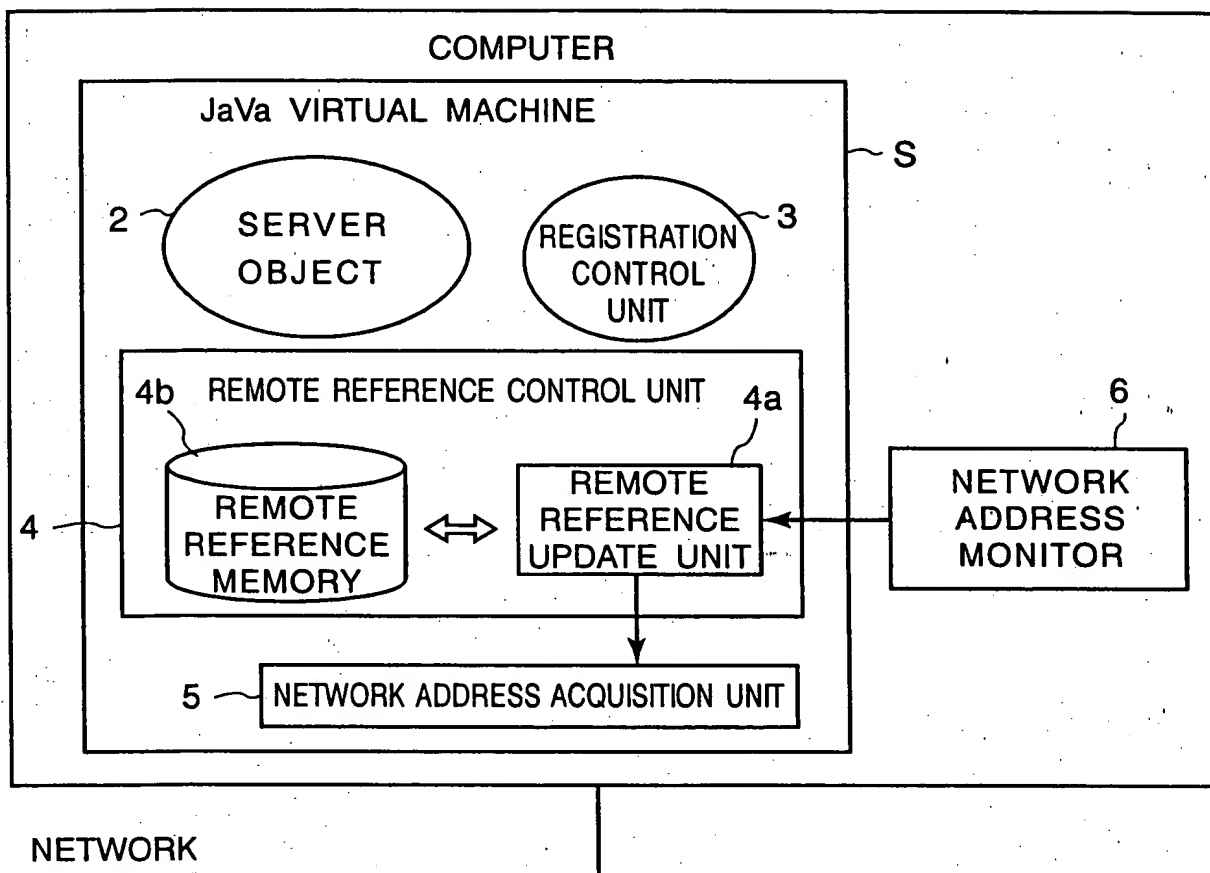 COMPUTER
JaVa VIRTUAL MACHINE
S
2
SERVER
OBJECT
3
REGISTRATION
CONTROL
UNIT
REMOTE REFERENCE CONTROL UNIT
4b
4a
6
4
REMOTE
REFERENCE
MEMORY
REMOTE
REFERENCE
UPDATE UNIT
NETWORK
ADDRESS
MONITOR
5
NETWORK ADDRESS ACQUISITION UNIT
NETWORK